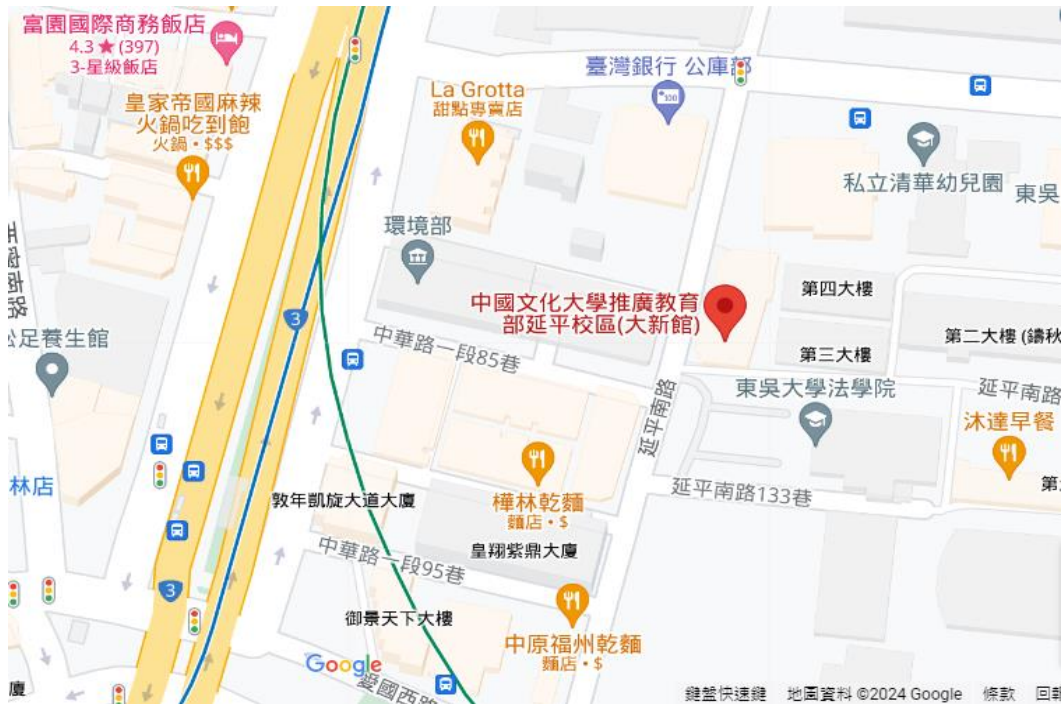 富園國際商務飯店
4.3 ★ (397)
3-星級飯店
皇家帝國麻辣
火鍋吃到飽
火鍋・$$$
La Grotta
甜點專賣店
臺灣銀行 公庫部
100
私立清華幼兒園
東吳
環境部
中國文化大學推廣教育
部延平校區(大新館)
第四大樓
第三大樓
第二大樓 (鑄秋
3
中華路一段85巷
東吳大學法學院
延平南路
延平南路
沐達早餐
延平南路133巷
林店
敦年凱旋大道大廈
樺林乾麵
麵店・$
皇翔紫鼎大廈
中華路一段95巷
3
御景天下大樓
中原福州乾麵
麵店・$
Google
愛國西路
鍵盤快速鍵
地圖資料 ©2024 Google
條款